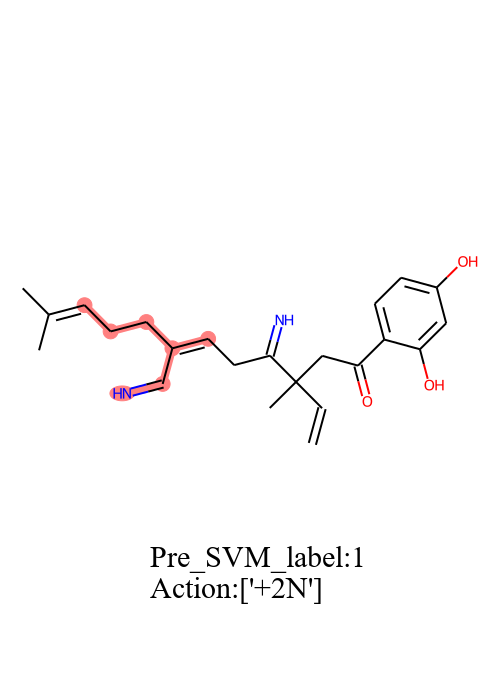 OH
NH
HN
OH
O
Pre_SVM_label:1
Action:['+2N']